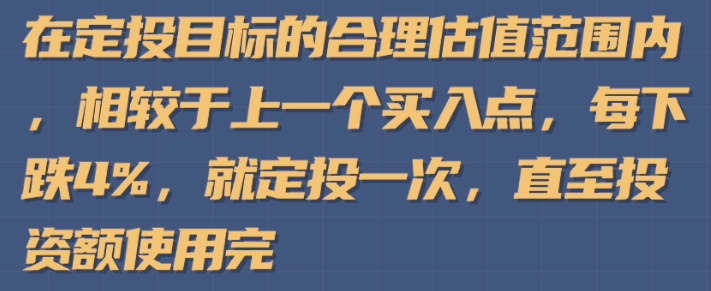 在定投目标的合理估值范围内
，相较于上一个买入点，每下
跌4%，就定投一次，直至投
资额使用完